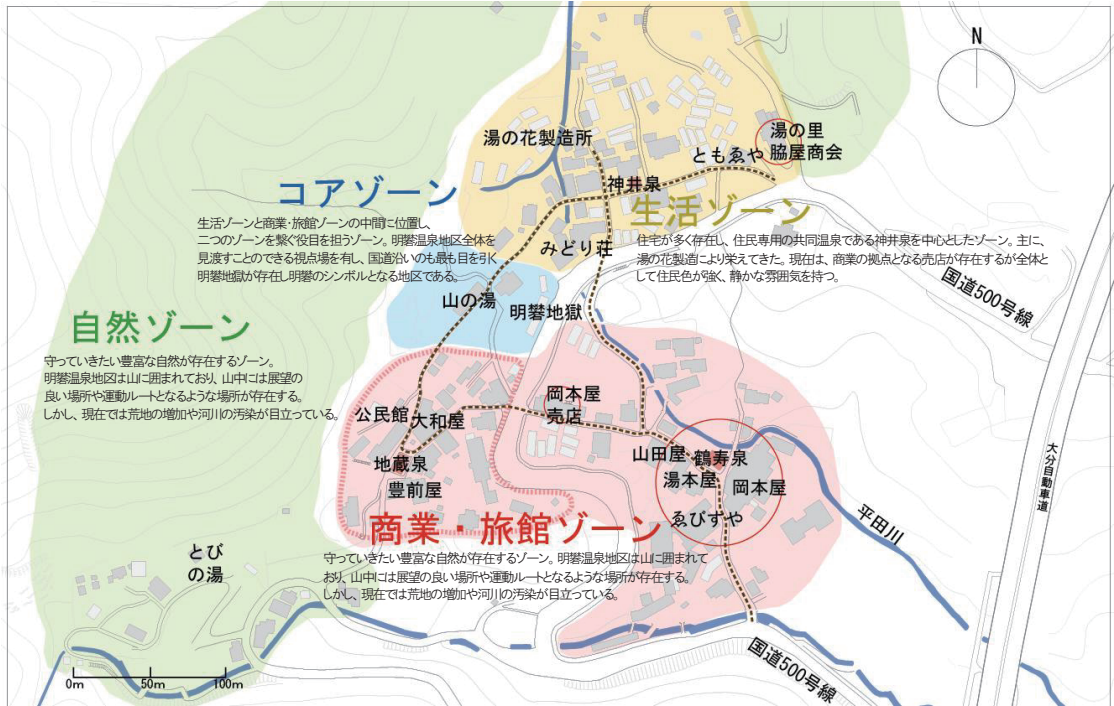 N
湯の花製造所
湯の里
脇屋商会
ともゑや
神井泉
コアゾーン
生活ゾーンと商業・旅館ゾーンの中間に位置し、
二つのゾーンを繋ぐ役目を担うゾーン。明礬温泉地区全体を
見渡すことのできる視点場を有し、国道沿いのも最も目を引く
明礬地獄が存在し明礬のシンボルとなる地区である。
生活ゾーン
住宅が多く存在し、住民専用の共同温泉である神井泉を中心としたゾーン。主に、
湯の花製造により栄えてきた。現在は、商業の拠点となる売店が存在するが全体と
して住民色が強く、静かな雰囲気を持つ。
みどり荘
国道500号線
山の湯
明礬地獄
自然ゾーン
守っていきたい豊富な自然が存在するゾーン。
明礬温泉地区は山に囲まれており、山中には展望の
良い場所や運動ルートとなるような場所が存在する。
しかし、現在では荒地の増加や河川の汚染が目立っている。
岡本屋
売店
公民館
大和屋
地蔵泉
豊前屋
山田屋
鶴寿泉
湯本屋
岡本屋
ゑびすや
大分自動車道
平田川
商業・旅館ゾーン
守っていきたい豊富な自然が存在するゾーン。明礬温泉地区は山に囲まれて
おり、山中には展望の良い場所や運動ルートとなるような場所が存在する。
しかし、現在では荒地の増加や河川の汚染が目立っている。
とび
の湯
国道500号線
0m 50m 100m